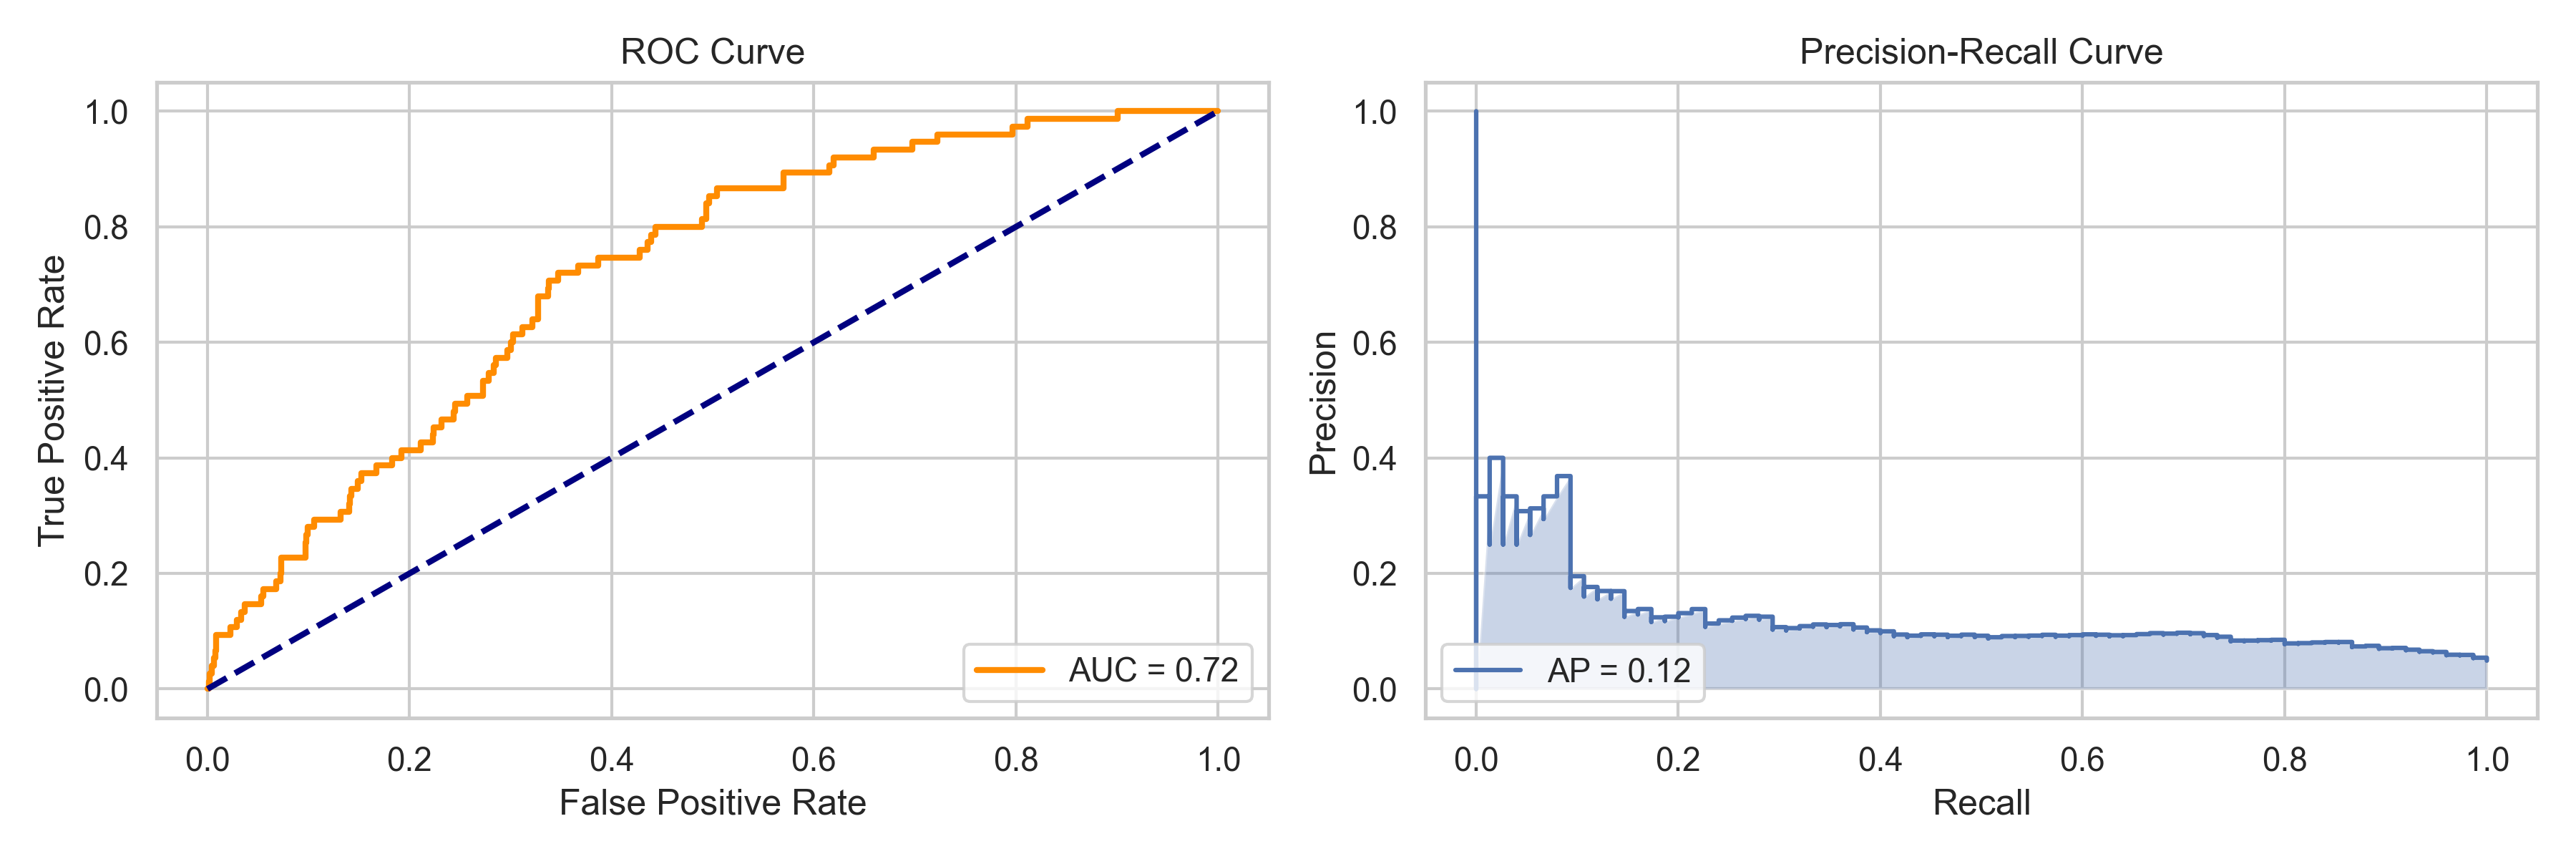 ROC Curve
1.0
0.8
0.6
0.4
0.2
0.0
True Positive Rate
AUC = 0.72
0.0 0.2 0.4 0.6 0.8 1.0
False Positive Rate
Precision-Recall Curve
1.0
0.8
0.6
0.4
0.2
0.0
Precision
AP = 0.12
0.0 0.2 0.4 0.6 0.8 1.0
Recall